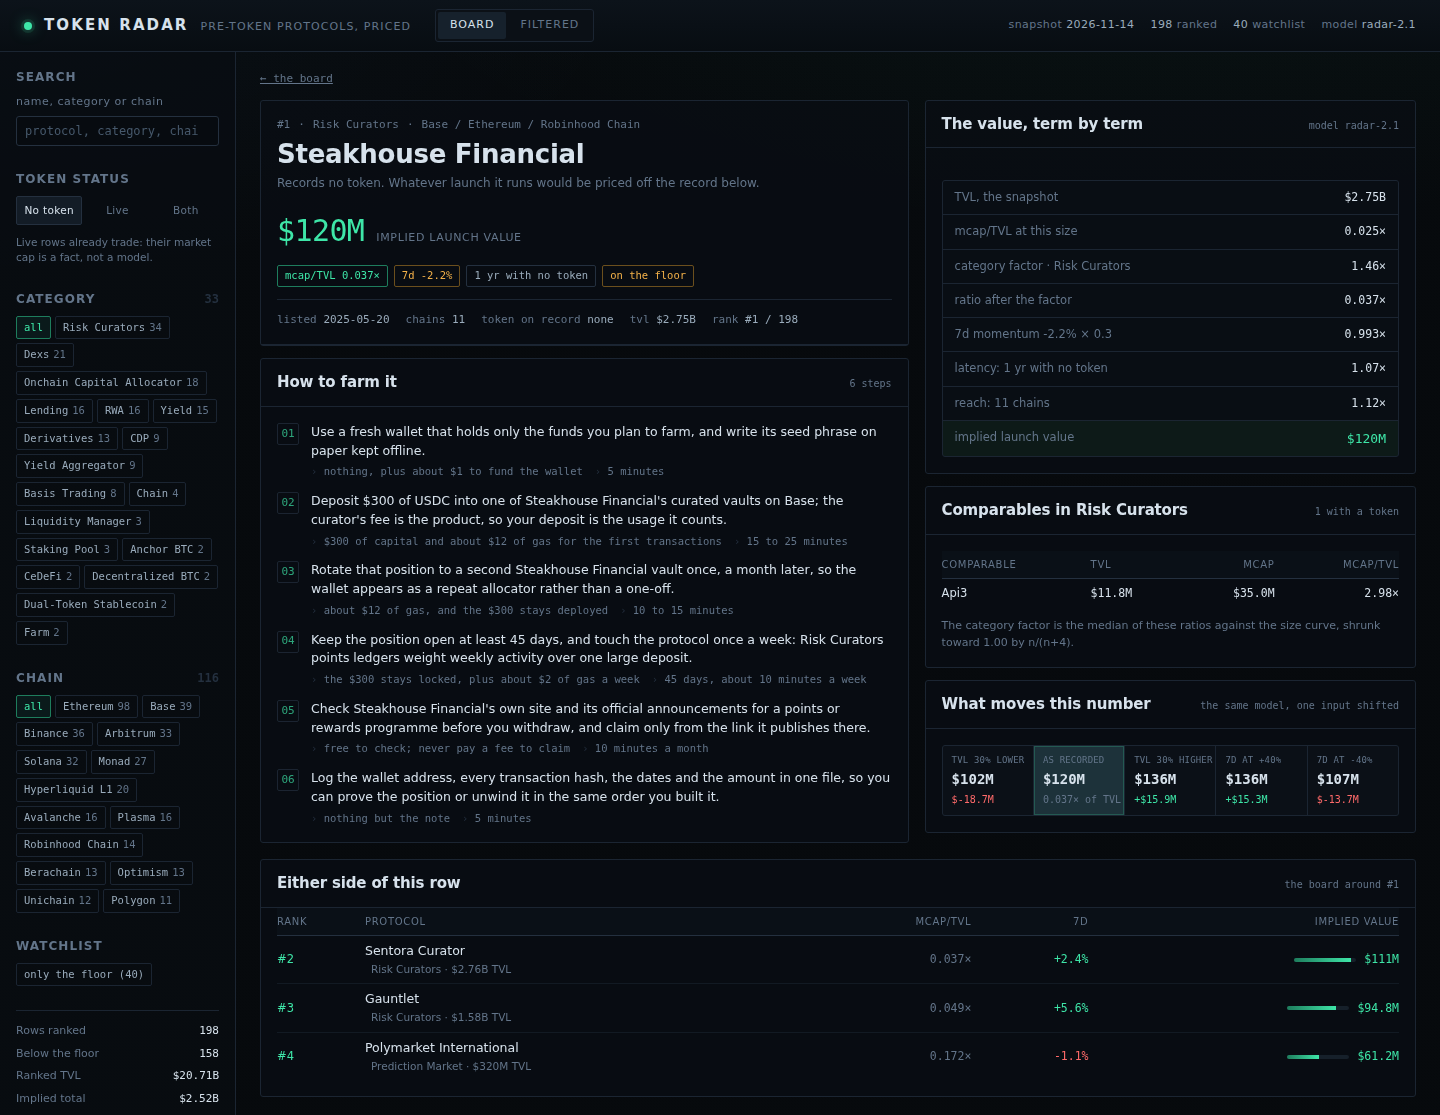 TOKEN RADAR PRE-TOKEN PROTOCOLS, PRICED BOARD FILTERED snapshot 2026-11-14 198 ranked 40 watchlist model radar-2.1
SEARCH
name, category or chain
protocol, category, chai
TOKEN STATUS
No token Live Both
Live rows already trade: their market
cap is a fact, not a model.
CATEGORY 33
all Risk Curators 34
Dexs 21
Onchain Capital Allocator 18
Lending 16 RWA 16 Yield 15
Derivatives 13 CDP 9
Yield Aggregator 9
Basis Trading 8 Chain 4
Liquidity Manager 3
Staking Pool 3 Anchor BTC 2
CeDeFi 2 Decentralized BTC 2
Dual-Token Stablecoin 2
Farm 2
CHAIN 116
all Ethereum 98 Base 39
Binance 36 Arbitrum 33
Solana 32 Monad 27
Hyperliquid L1 20
Avalanche 16 Plasma 16
Robinhood Chain 14
Berachain 13 Optimism 13
Unichain 12 Polygon 11
WATCHLIST
only the floor (40)
Rows ranked 198
Below the floor 158
Ranked TVL $20.71B
Implied total $2.52B
← the board
#1 · Risk Curators · Base / Ethereum / Robinhood Chain
Steakhouse Financial
Records no token. Whatever launch it runs would be priced off the record below.
$120M IMPLIED LAUNCH VALUE
mcap/TVL 0.037× 7d -2.2% 1 yr with no token on the floor
listed 2025-05-20 chains 11 token on record none tvl $2.75B rank #1 / 198
How to farm it 6 steps
01 Use a fresh wallet that holds only the funds you plan to farm, and write its seed phrase on
paper kept offline.
› nothing, plus about $1 to fund the wallet › 5 minutes
02 Deposit $300 of USDC into one of Steakhouse Financial's curated vaults on Base; the
curator's fee is the product, so your deposit is the usage it counts.
› $300 of capital and about $12 of gas for the first transactions › 15 to 25 minutes
03 Rotate that position to a second Steakhouse Financial vault once, a month later, so the
wallet appears as a repeat allocator rather than a one-off.
› about $12 of gas, and the $300 stays deployed › 10 to 15 minutes
04 Keep the position open at least 45 days, and touch the protocol once a week: Risk Curators
points ledgers weight weekly activity over one large deposit.
› the $300 stays locked, plus about $2 of gas a week › 45 days, about 10 minutes a week
05 Check Steakhouse Financial's own site and its official announcements for a points or
rewards programme before you withdraw, and claim only from the link it publishes there.
› free to check; never pay a fee to claim › 10 minutes a month
06 Log the wallet address, every transaction hash, the dates and the amount in one file, so you
can prove the position or unwind it in the same order you built it.
› nothing but the note › 5 minutes
The value, term by term model radar-2.1
TVL, the snapshot $2.75B
mcap/TVL at this size 0.025×
category factor · Risk Curators 1.46×
ratio after the factor 0.037×
7d momentum -2.2% × 0.3 0.993×
latency: 1 yr with no token 1.07×
reach: 11 chains 1.12×
implied launch value $120M
Comparables in Risk Curators 1 with a token
COMPARABLE TVL MCAP MCAP/TVL
Api3 $11.8M $35.0M 2.98×
The category factor is the median of these ratios against the size curve, shrunk
toward 1.00 by n/(n+4).
What moves this number the same model, one input shifted
TVL 30% LOWER AS RECORDED TVL 30% HIGHER 7D AT +40% 7D AT -40%
$102M $120M $136M $136M $107M
$-18.7M 0.037× of TVL +$15.9M +$15.3M $-13.7M
Either side of this row the board around #1
RANK PROTOCOL MCAP/TVL 7D IMPLIED VALUE
#2 Sentora Curator 0.037× +2.4% $111M
Risk Curators · $2.76B TVL
#3 Gauntlet 0.049× +5.6% $94.8M
Risk Curators · $1.58B TVL
#4 Polymarket International 0.172× -1.1% $61.2M
Prediction Market · $320M TVL